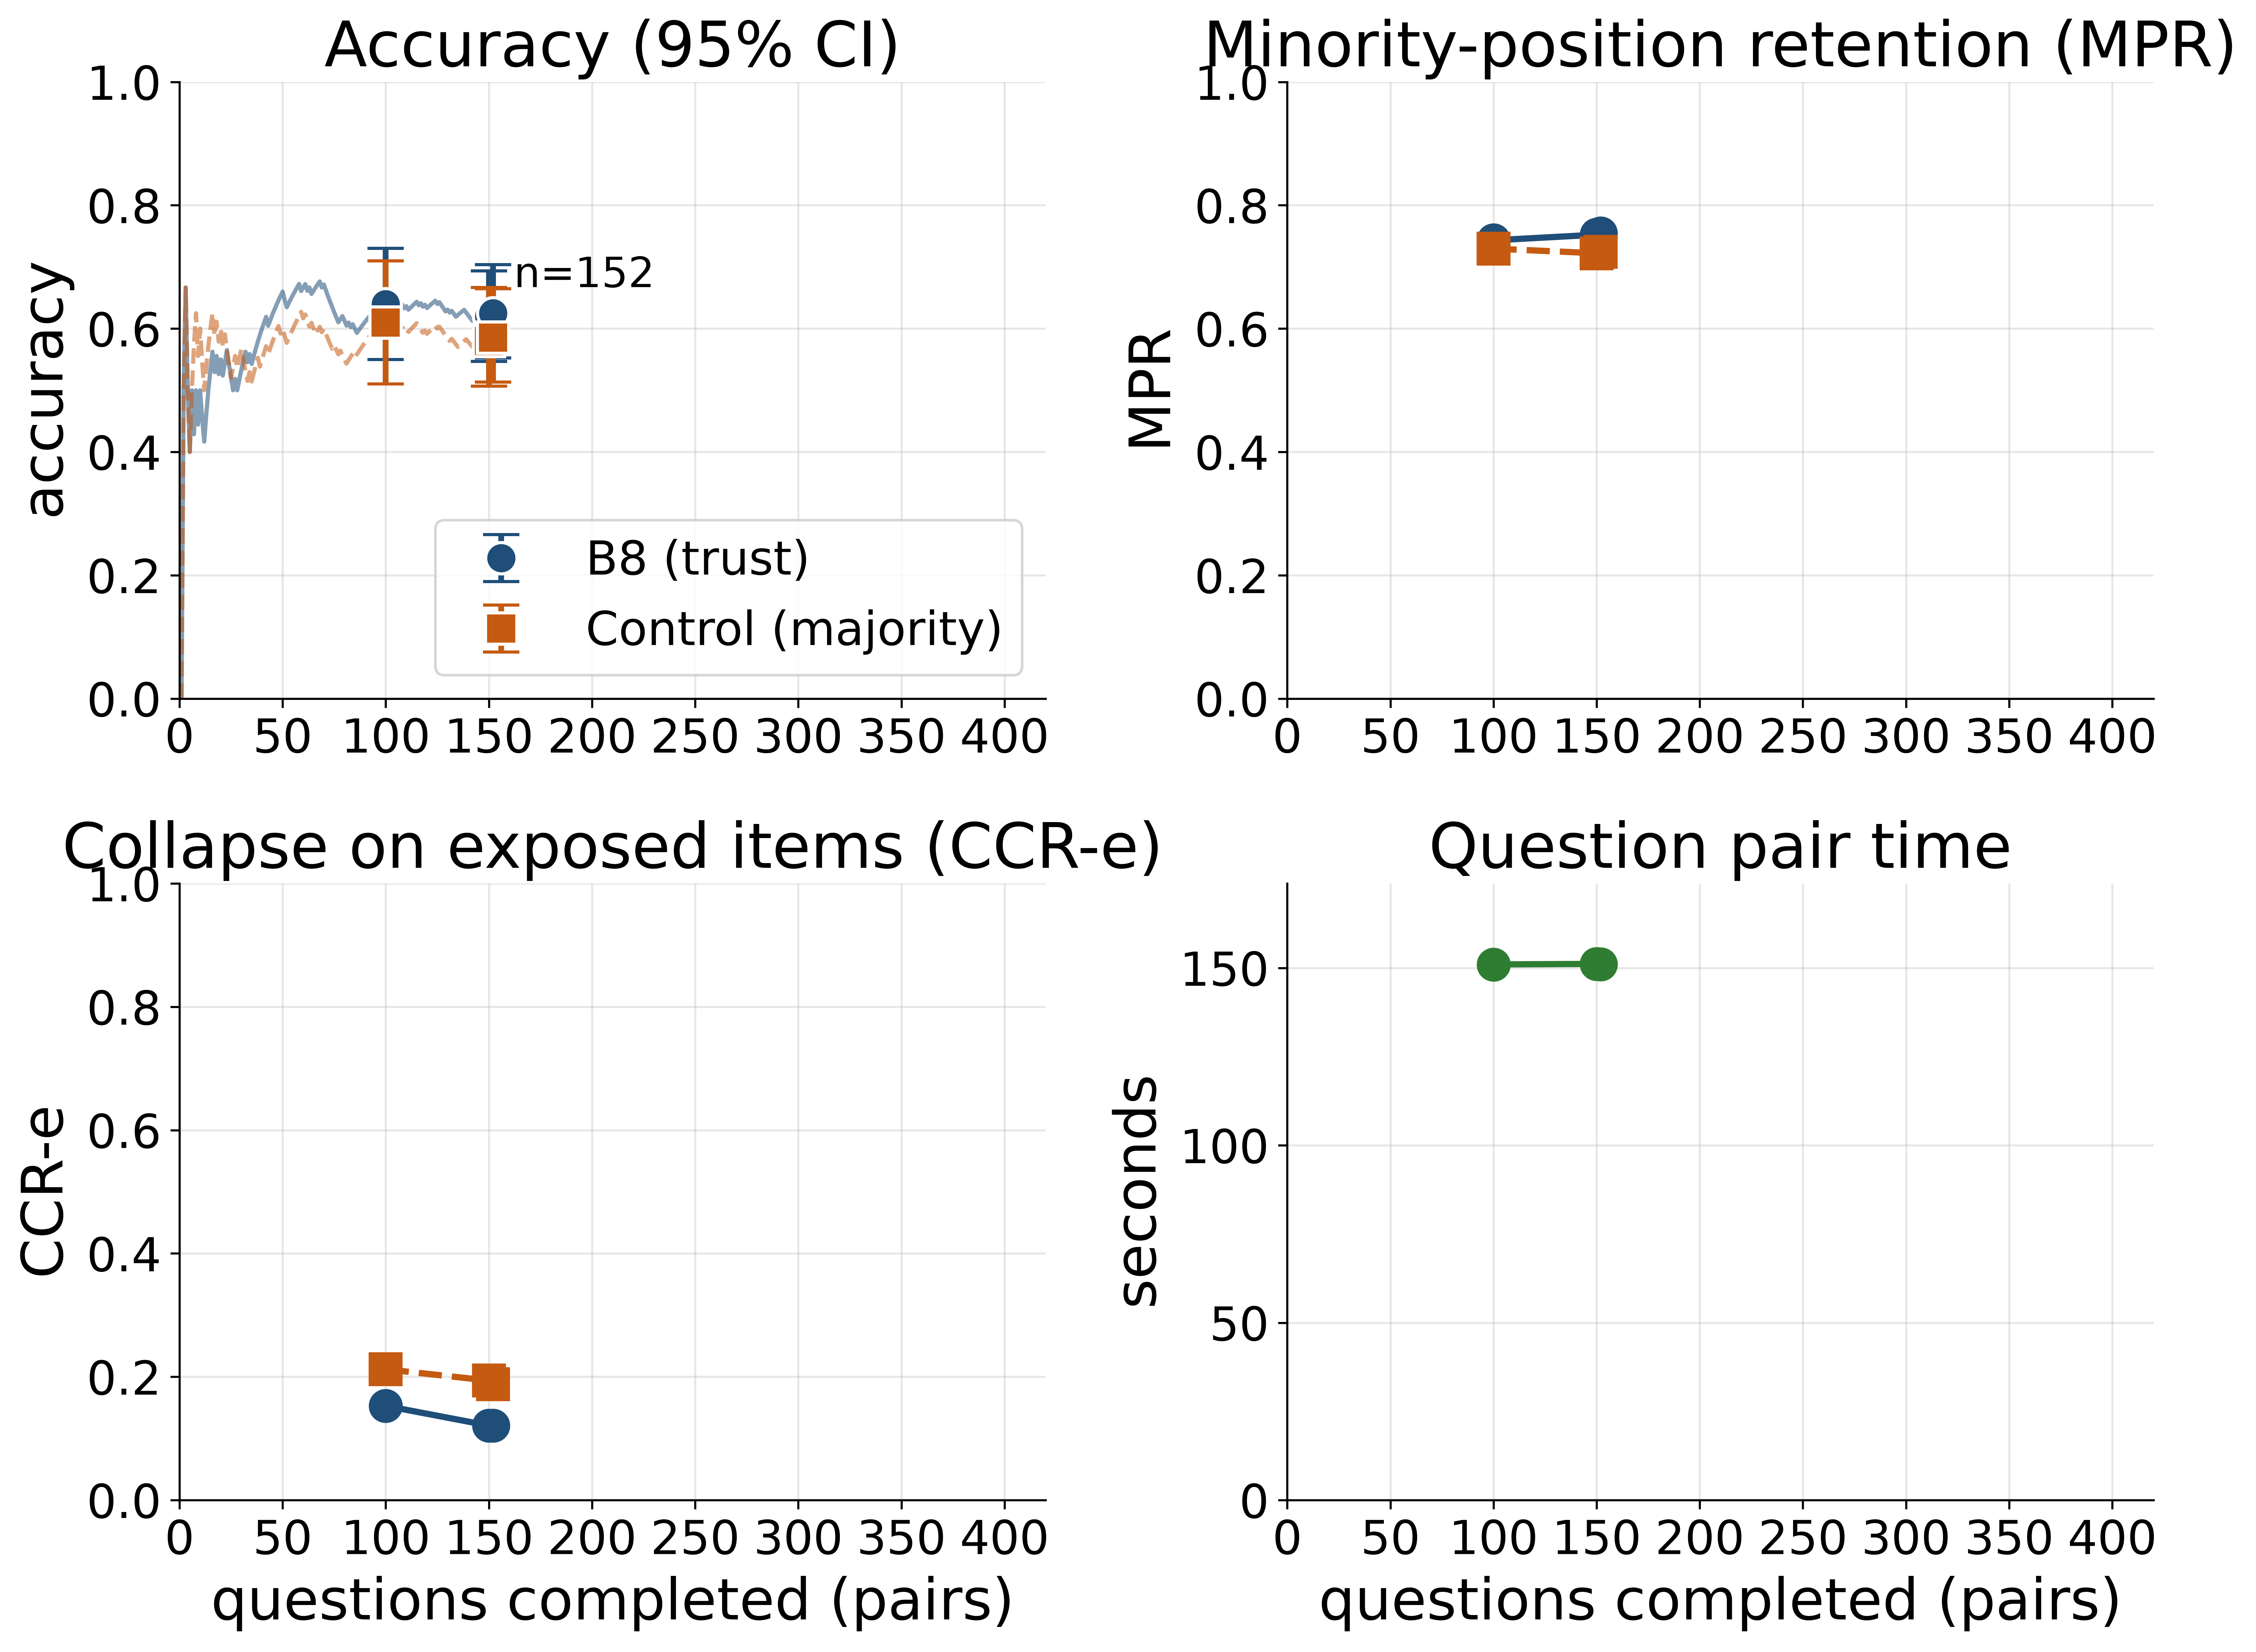 Accuracy (95% CI)
accuracy
1.0
0.8
0.6
0.4
0.2
0.0
n=152
B8 (trust)
Control (majority)
0 50 100 150 200 250 300 350 400
Minority-position retention (MPR)
MPR
1.0
0.8
0.6
0.4
0.2
0.0
0 50 100 150 200 250 300 350 400
Collapse on exposed items (CCR-e)
CCR-e
1.0
0.8
0.6
0.4
0.2
0.0
0 50 100 150 200 250 300 350 400
questions completed (pairs)
Question pair time
seconds
150
100
50
0
0 50 100 150 200 250 300 350 400
questions completed (pairs)